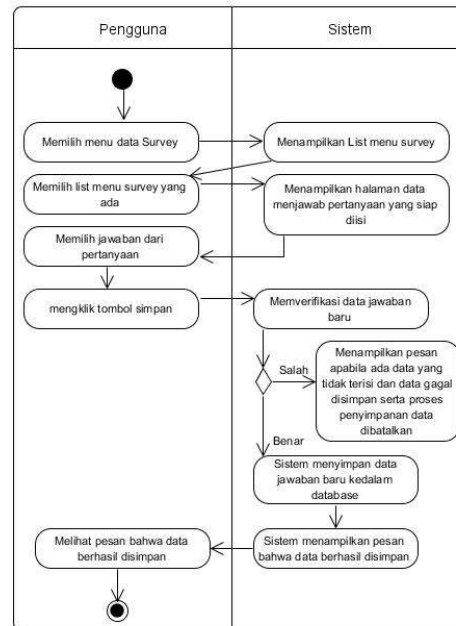 Pengguna
Sistem
Memilih menu data Survey
Menampilkan List menu survey
Memilih list menu survey yang
ada
Menampilkan halaman data
menjawab pertanyaan yang siap
diisi
Memilih jawaban dari
pertanyaan
mengklik tombol simpan
Memverifikasi data jawaban
baru
Salah
Menampilkan pesan
apabila ada data yang
tidak terisi dan data gagal
disimpan serta proses
penyimpanan data
dibatalkan
Benar
Sistem menyimpan data
jawaban baru kedalam
database
Melihat pesan bahwa data
berhasil disimpan
Sistem menampilkan pesan
bahwa data berhasil disimpan